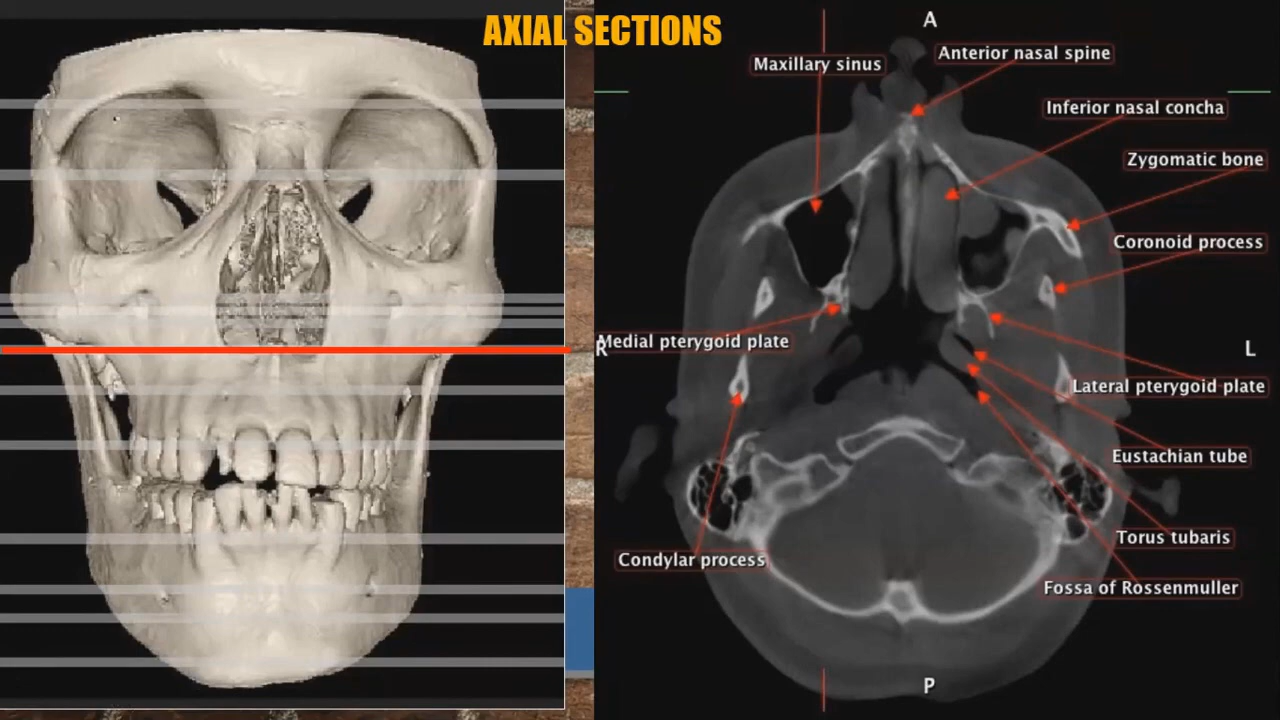 AXIAL SECTIONS
A
Anterior nasal spine
Maxillary sinus
Inferior nasal concha
Zygomatic bone
Coronoid process
Medial pterygoid plate
R
L
Lateral pterygoid plate
Eustachian tube
Torus tubaris
Condylar process
Fossa of Rossenmuller
P